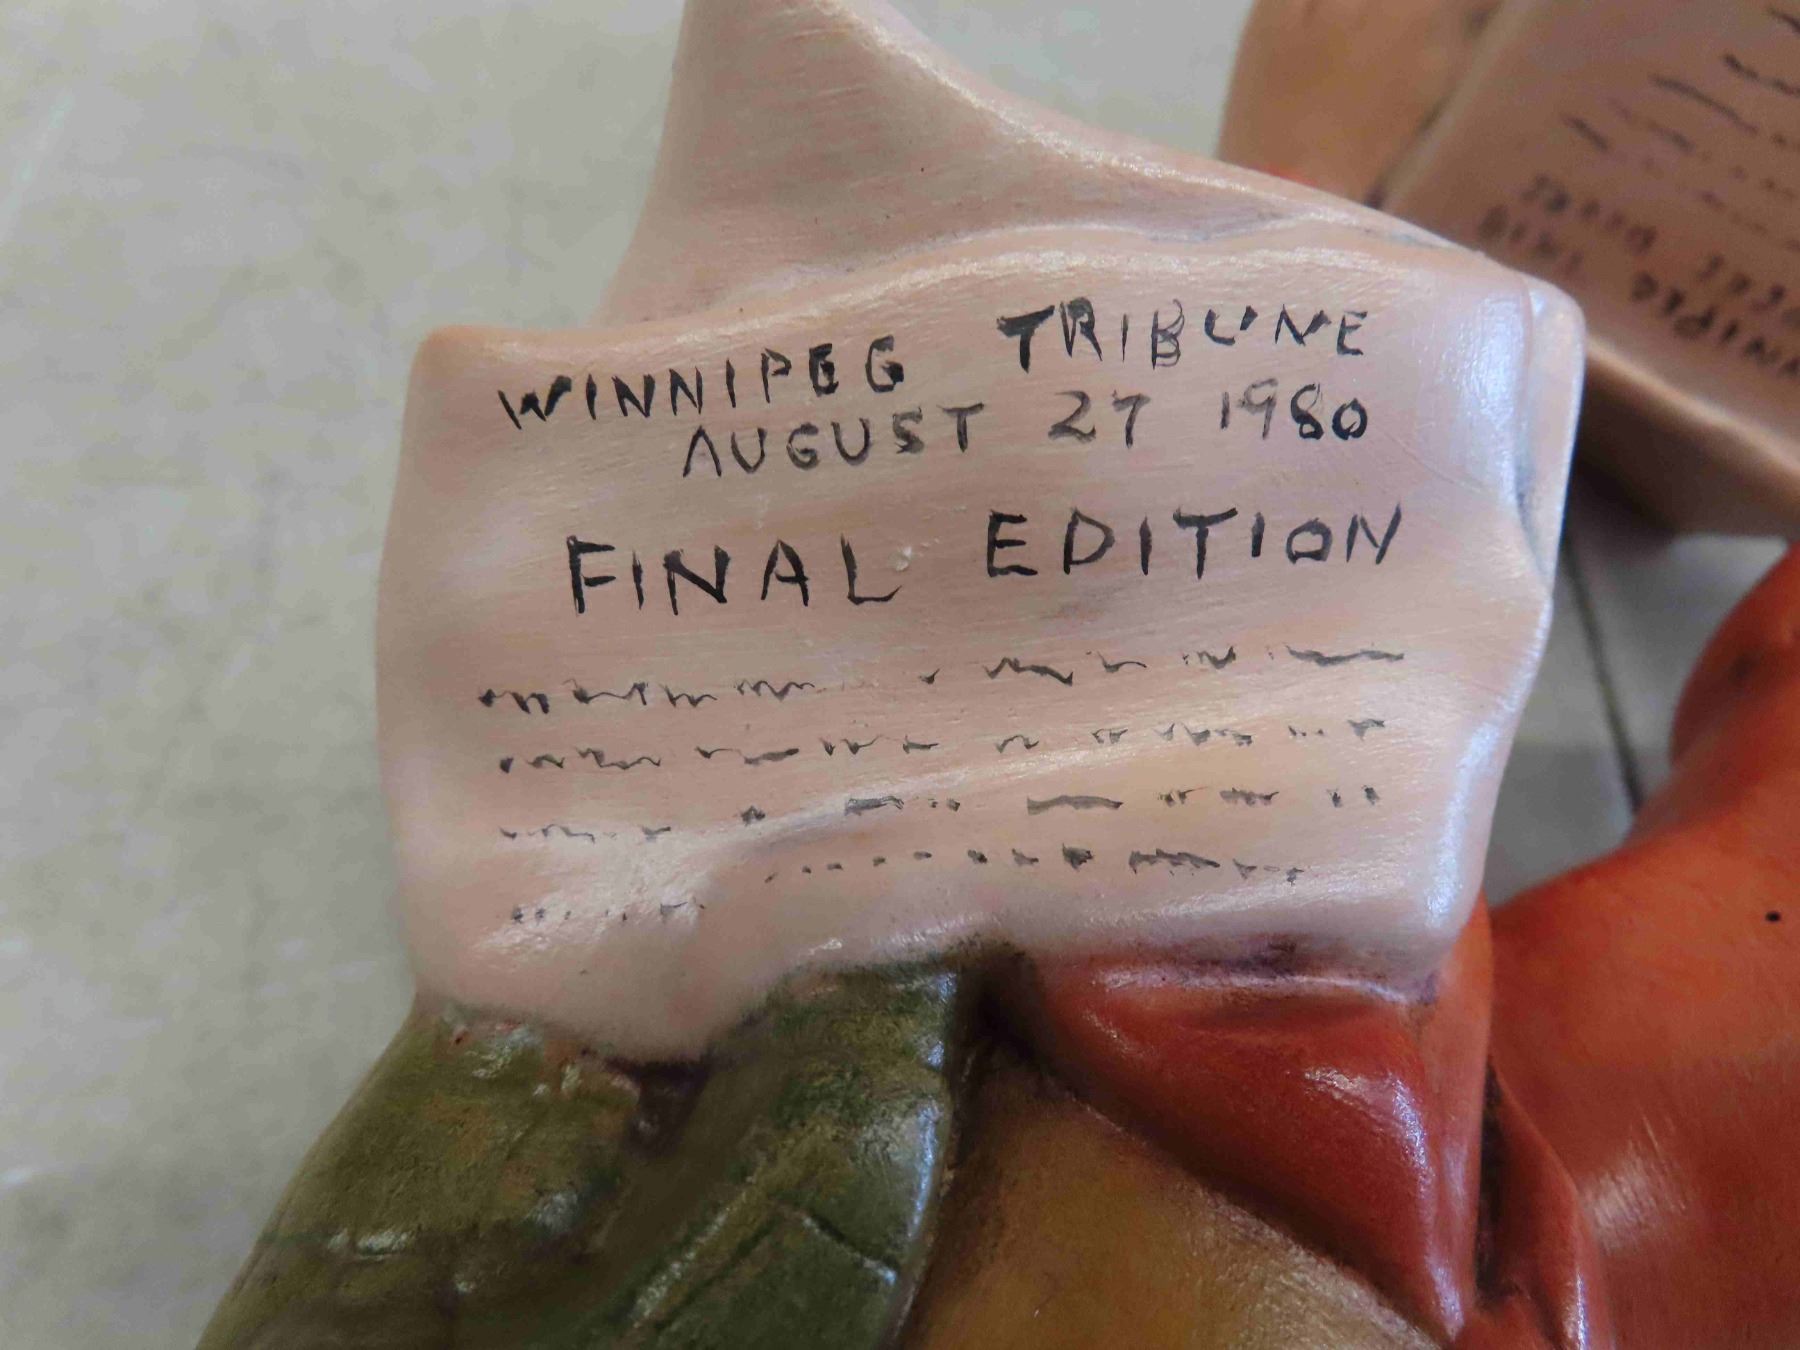 WINNIPEG TRIBUNE
AUGUST 27 1980
FINAL EDITION